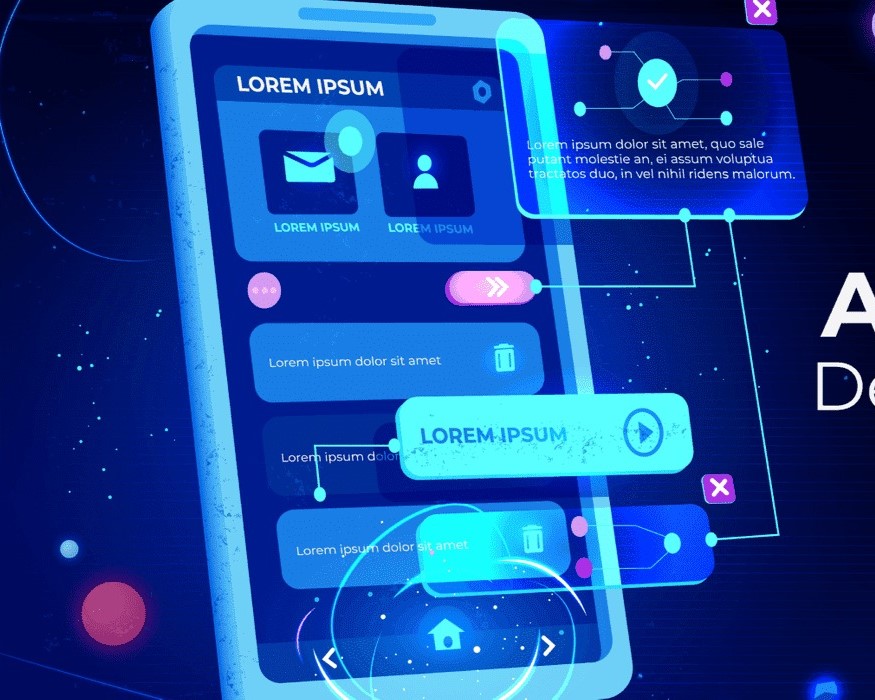 LOREM IPSUM
LOREM IPSUM
LOREM IPSUM
Lorem ipsum dolor sit amet, quo sale
putant molestie an, ei assum voluptua
tractatos duo, in vel nihil ridens malorum.
Lorem ipsum dolor sit amet
LOREM IPSUM
Lorem ipsum dolor
Lorem ipsum dolor sit amet